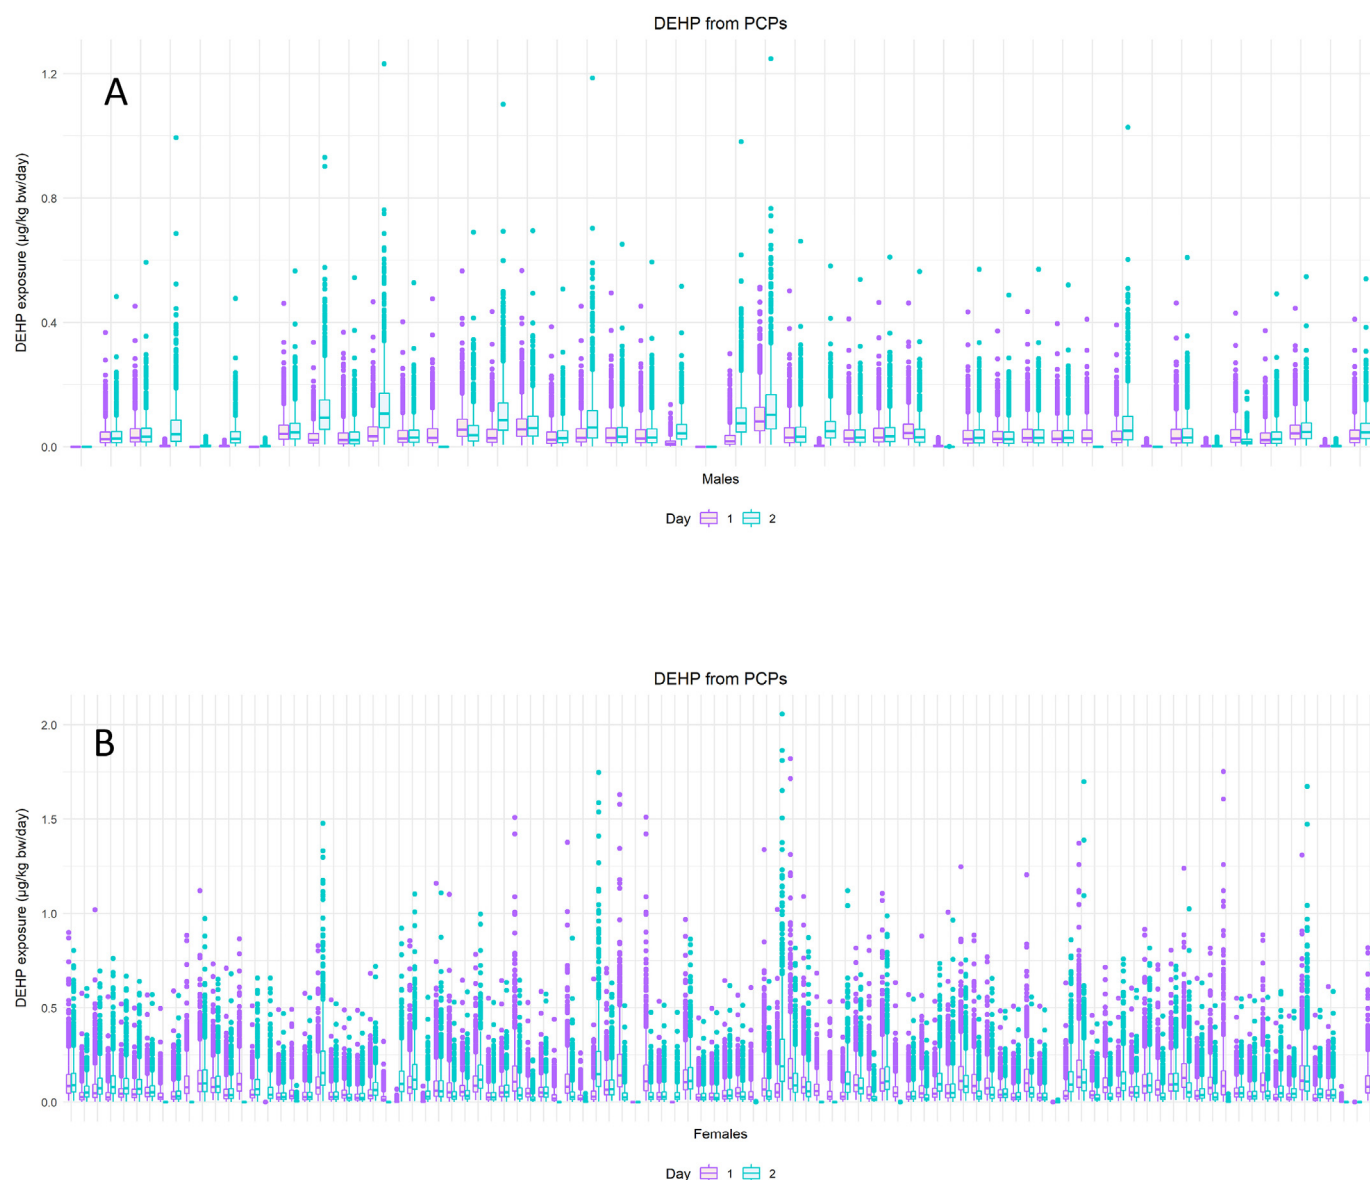 DEHP from PCPs
A
1.2
0.8
0.4
0.0
DEHP exposure (µg/kg bw/day)
Males
Day 1 2
DEHP from PCPs
B
2.0
1.5
1.0
0.5
0.0
DEHP exposure (µg/kg bw/day)
Females
Day 1 2